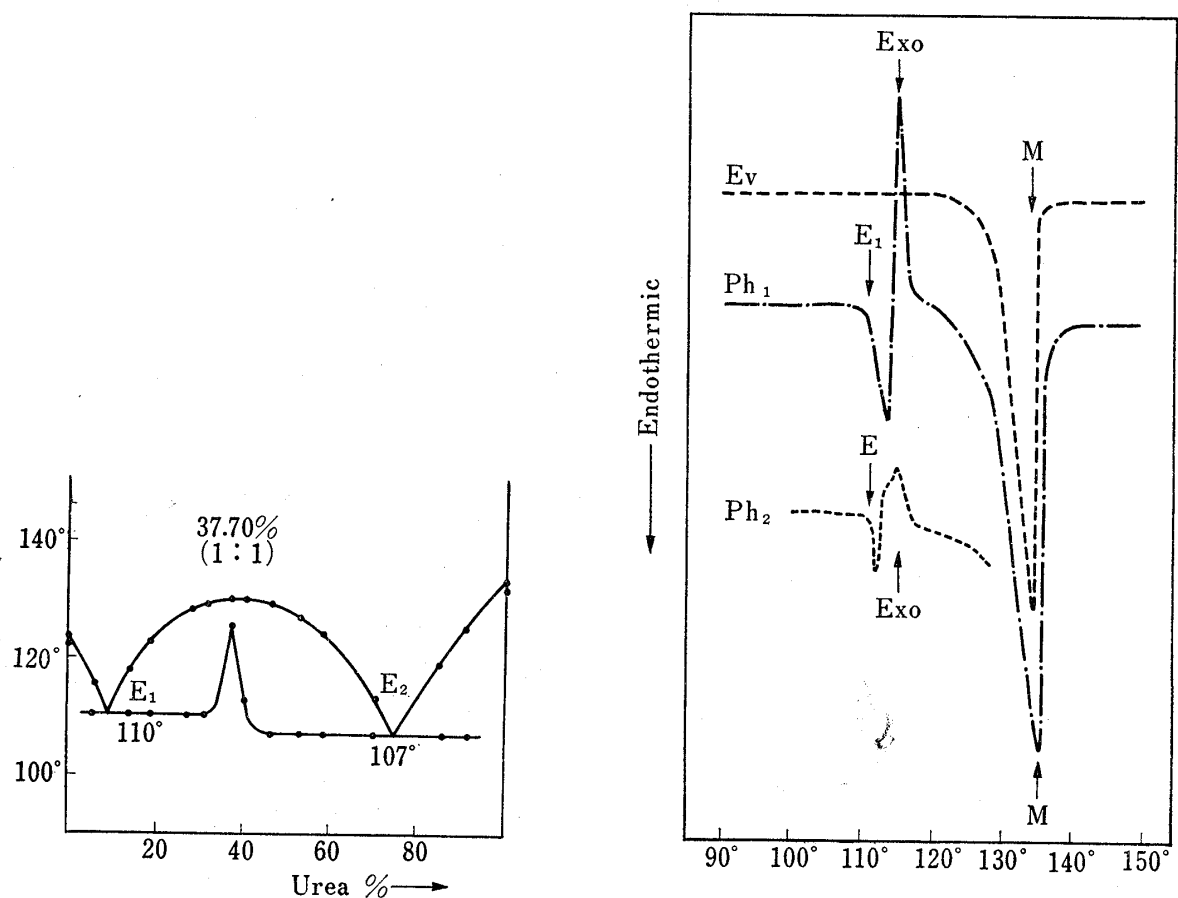 37.70%
(1 : 1)
140°
120°
100°
E₁
110°
E₂
107°
20 40 60 80
Urea %
Endothermic
Exo
M
Ev
E₁
Ph₁
E
Ph₂
Exo
M
90° 100° 110° 120° 130° 140° 150°